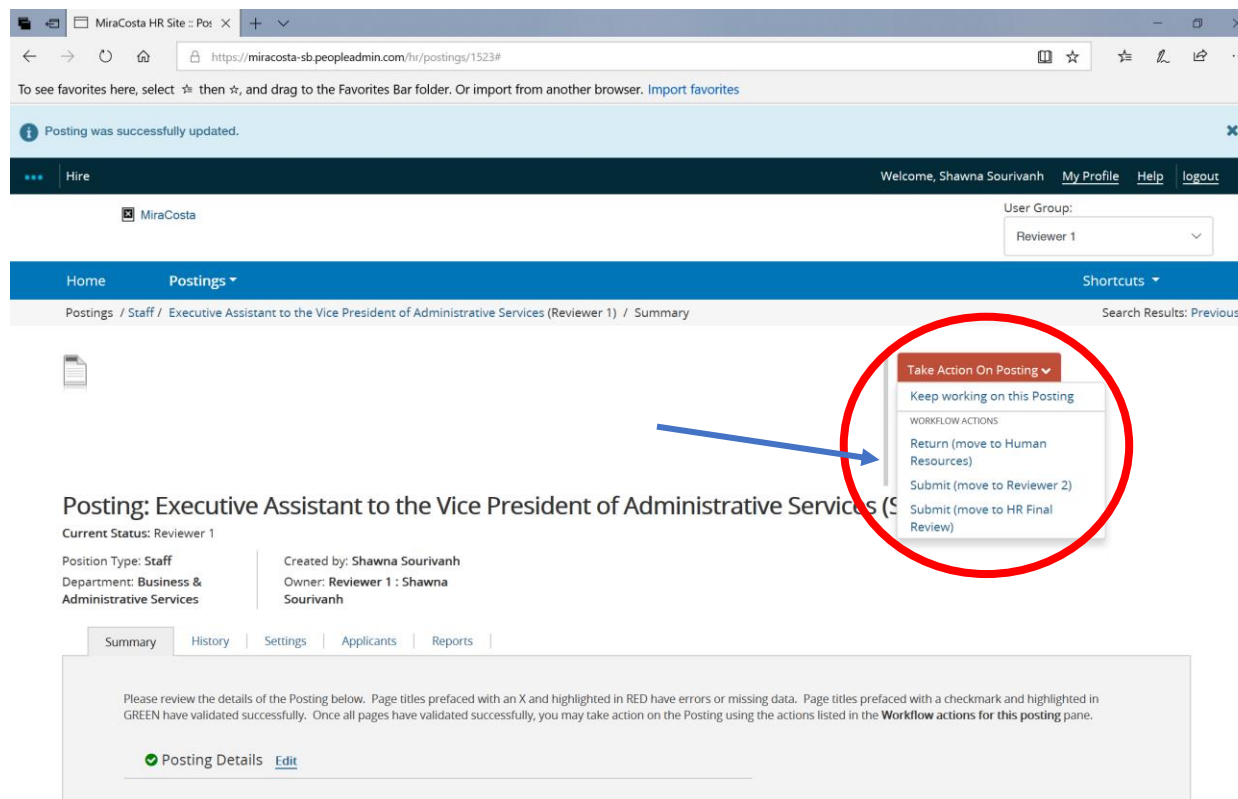 MiraCosta HR Site :: Pos
https://miracosta-sb.peopleadmin.com/hr/postings/1523#
To see favorites here, select ☆ then ☆, and drag to the Favorites Bar folder. Or import from another browser. Import favorites
Posting was successfully updated.
Hire Welcome, Shawna Sourivanh My Profile Help logout
MiraCosta
User Group:
Reviewer 1
Home Postings Shortcuts
Postings / Staff / Executive Assistant to the Vice President of Administrative Services (Reviewer 1) / Summary Search Results: Previous
Take Action On Posting
Keep working on this Posting
WORKFLOW ACTIONS
Return (move to Human
Resources)
Submit (move to Reviewer 2)
Submit (move to HR Final
Review)
Posting: Executive Assistant to the Vice President of Administrative Services (S
Current Status: Reviewer 1
Position Type: Staff
Department: Business &
Administrative Services
Created by: Shawna Sourivanh
Owner: Reviewer 1 : Shawna
Sourivanh
Summary History Settings Applicants Reports
Please review the details of the Posting below. Page titles prefaced with an X and highlighted in RED have errors or missing data. Page titles prefaced with a checkmark and highlighted in
GREEN have validated successfully. Once all pages have validated successfully, you may take action on the Posting using the actions listed in the Workflow actions for this posting pane.
Posting Details Edit